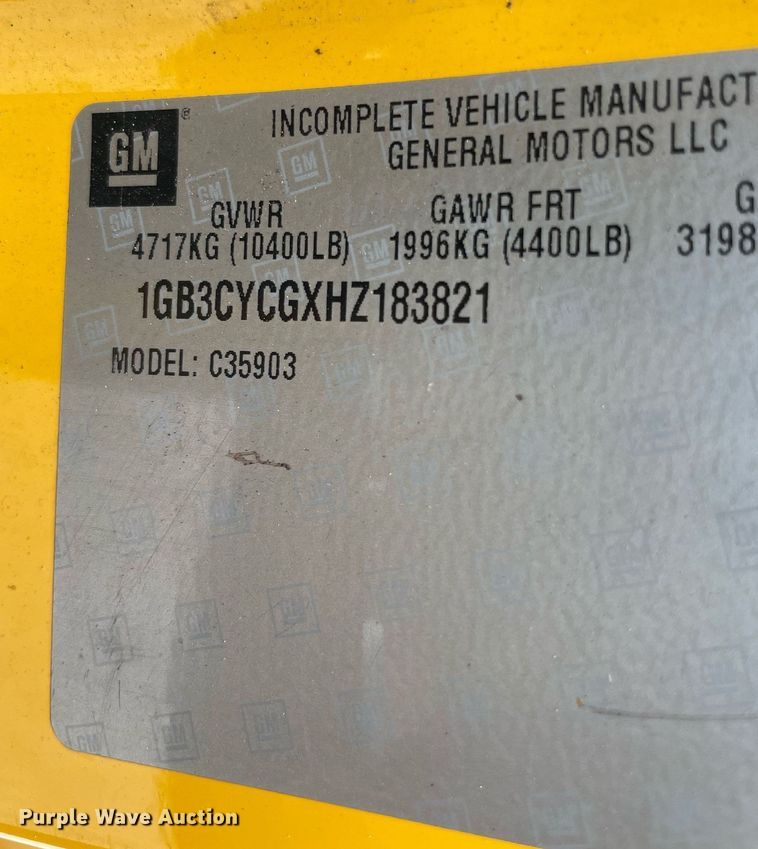 GM®
INCOMPLETE VEHICLE MANUFACT
GENERAL MOTORS LLC
GVWR GAWR FRT G
4717KG (10400LB) 1996KG (4400LB) 3198
1GB3CYCGXHZ183821
MODEL: C35903
Purple Wave Auction